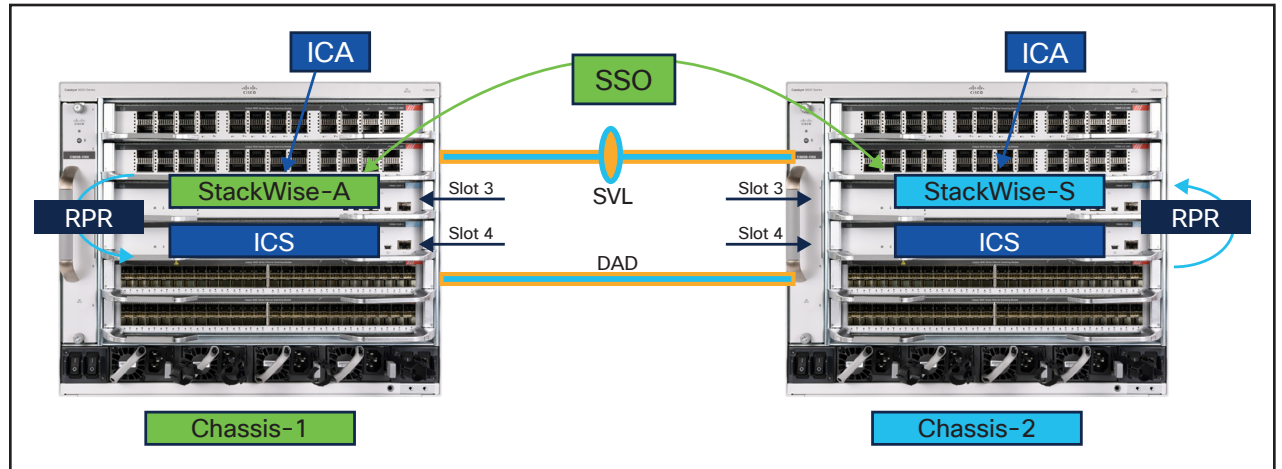 ICA
ICA
SSO
StackWise-A
Slot 3
SVL
Slot 3
StackWise-S
RPR
RPR
ICS
Slot 4
Slot 4
ICS
DAD
Chassis-1
Chassis-2